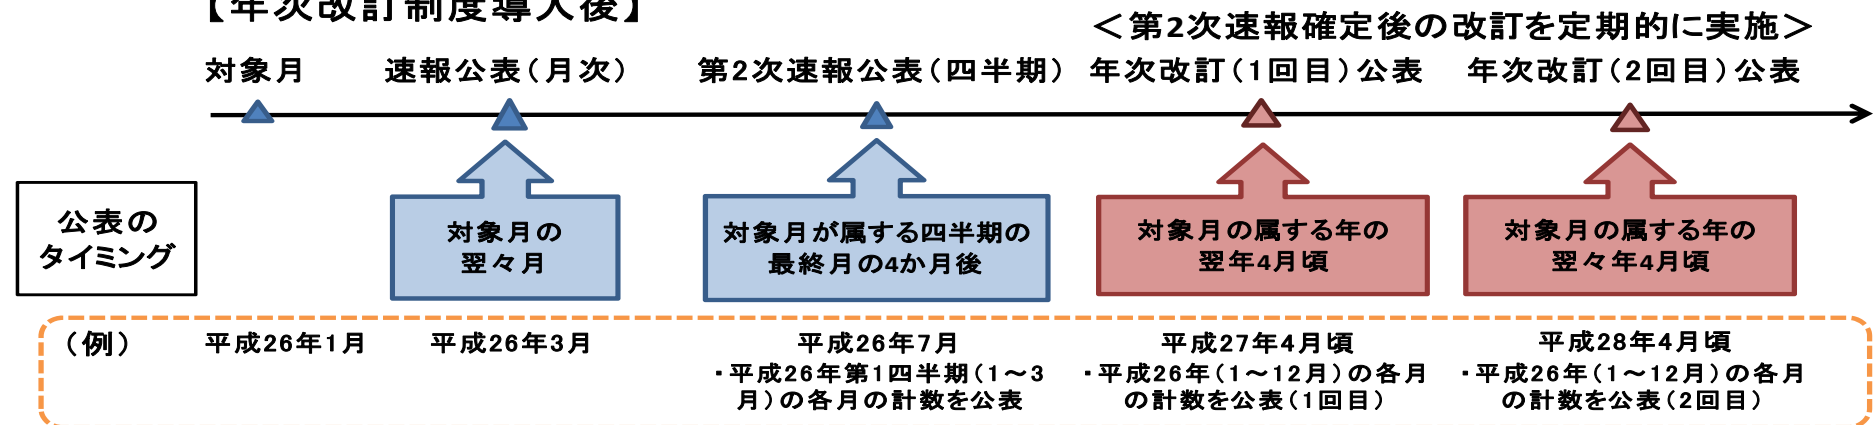 【年次改訂制度導入後】
＜第2次速報確定後の改訂を定期的に実施＞
対象月 速報公表（月次） 第2次速報公表（四半期） 年次改訂（1回目）公表 年次改訂（2回目）公表
公表の
タイミング
対象月の
翌々月
対象月が属する四半期の
最終月の4か月後
対象月の属する年の
翌年4月頃
対象月の属する年の
翌々年4月頃
（例） 平成26年1月 平成26年3月
平成26年7月
・平成26年第1四半期（1～3
月）の各月の計数を公表
平成27年4月頃
・平成26年（1～12月）の各月
の計数を公表（1回目）
平成28年4月頃
・平成26年（1～12月）の各月
の計数を公表（2回目）